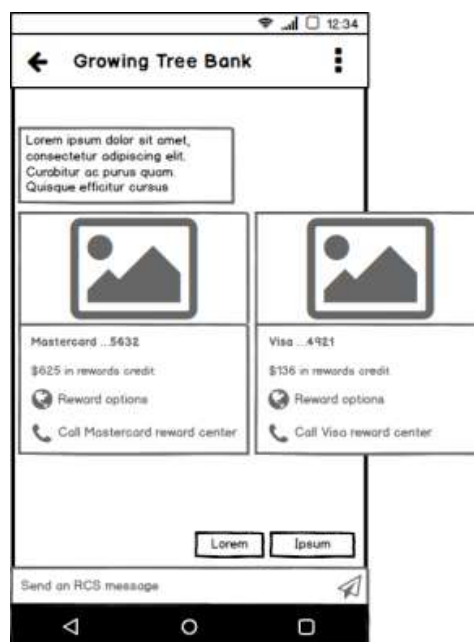 12:34
Growing Tree Bank
Lorem ipsum dolor sit amet,
consectetur adipiscing elit.
Curabitur ac purus quam.
Quisque efficitur cursus
Mastercard ...5632
$625 in rewards credit
Reward options
Call Mastercard reward center
Visa ...4921
$136 in rewards credit
Reward options
Call Visa reward center
Lorem
Ipsum
Send an RCS message